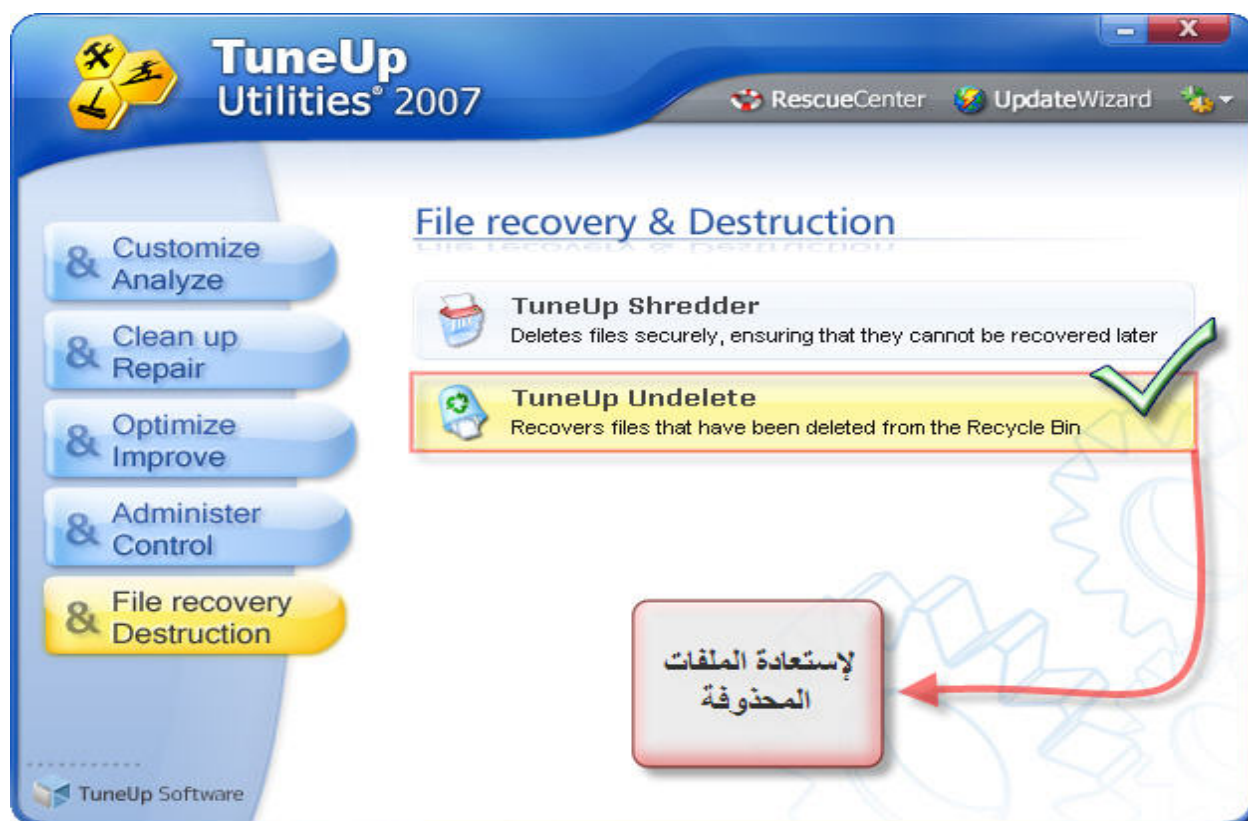 TuneUp
Utilities® 2007
RescueCenter
UpdateWizard
File recovery & Destruction
& Customize
Analyze
& Clean up
Repair
& Optimize
Improve
& Administer
Control
& File recovery
Destruction
TuneUp Shredder
Deletes files securely, ensuring that they cannot be recovered later
TuneUp Undelete
Recovers files that have been deleted from the Recycle Bin
لإستعادة الملفات
المحذوفة
TuneUp Software